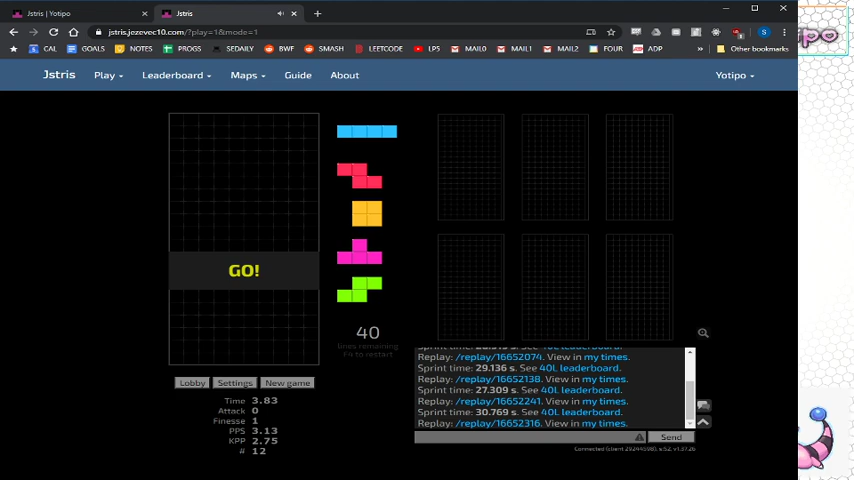 Jstris | Yotipo
Jstris
jstris.jezevec10.com/?play=1&mode=1
CAL
GOALS
NOTES
PROGS
SEDAILY
BWF
SMASH
LEETCODE
LP5
MAIL0
MAIL1
MAIL2
FOUR
ADP
»
Other bookmarks
Jstris
Play
Leaderboard
Maps
Guide
About
Yotipo
GO!
40
lines remaining
F4 to restart
Lobby
Settings
New game
Time 3.83
Attack 0
Finesse 1
PPS 3.13
KPP 2.75
# 12
Replay: /replay/16652074. View in my times.
Sprint time: 29.136 s. See 40L leaderboard.
Replay: /replay/16652138. View in my times.
Sprint time: 27.309 s. See 40L leaderboard.
Replay: /replay/16652241. View in my times.
Sprint time: 30.769 s. See 40L leaderboard.
Replay: /replay/16652316. View in my times.
Send